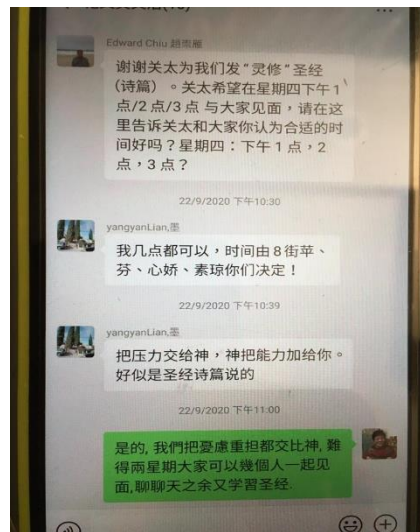 Edward Chiu 趙雨雁
谢谢关太为我们发“灵修”圣经
(诗篇) 。关太希望在星期四下午1
点/2 点/3 点 与大家见面，请在这
里告诉关太和大家你认为合适的时
间好吗？星期四：下午 1 点，2
点，3 点？
22/9/2020 下午10:30
yangyanLian,墨
我几点都可以，时间由 8 街苹、
芬、心娇、素琼你们决定！
22/9/2020 下午10:39
yangyanLian,墨
把压力交给神，神把能力加给你。
好似是圣经诗篇说的
22/9/2020 下午11:00
是的, 我們把憂慮重担都交比神, 難
得兩星期大家可以幾個人一起见
面,聊聊天之余又学習圣经.